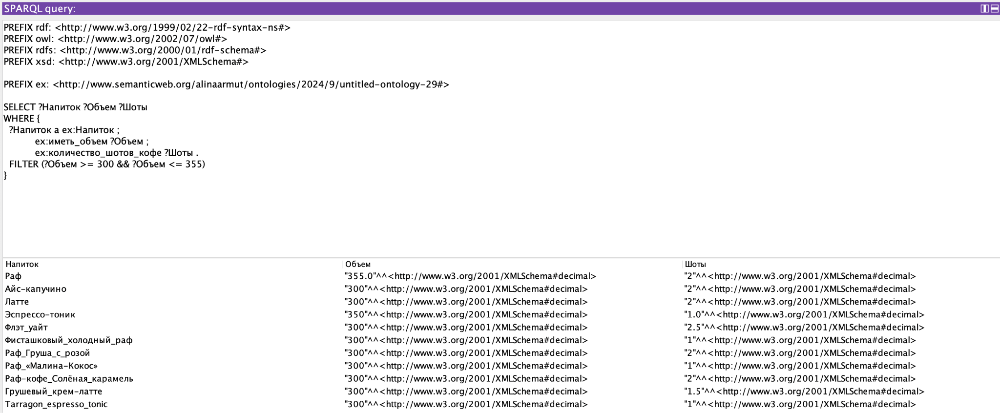 SPARQL query:
PREFIX rdf: <http://www.w3.org/1999/02/22-rdf-syntax-ns#>
PREFIX owl: <http://www.w3.org/2002/07/owl#>
PREFIX rdfs: <http://www.w3.org/2000/01/rdf-schema#>
PREFIX xsd: <http://www.w3.org/2001/XMLSchema#>
PREFIX ex: <http://www.semanticweb.org/alinaarmut/ontologies/2024/9/untitled-ontology-29#>
SELECT ?Напиток ?Объем ?Шоты
WHERE {
?Напиток a ex:Напиток ;
ex:иметь_объем ?Объем ;
ex:количество_шотов_кофе ?Шоты .
FILTER (?Объем >= 300 && ?Объем <= 355)
}
Напиток Объем Шоты
Раф "355.0"^^<http://www.w3.org/2001/XMLSchema#decimal> "2"^^<http://www.w3.org/2001/XMLSchema#decimal>
Айс-капучино "300"^^<http://www.w3.org/2001/XMLSchema#decimal> "2"^^<http://www.w3.org/2001/XMLSchema#decimal>
Латте "300"^^<http://www.w3.org/2001/XMLSchema#decimal> "2"^^<http://www.w3.org/2001/XMLSchema#decimal>
Эспрессо-тоник "350"^^<http://www.w3.org/2001/XMLSchema#decimal> "1.0"^^<http://www.w3.org/2001/XMLSchema#decimal>
Флэт_уайт "300"^^<http://www.w3.org/2001/XMLSchema#decimal> "2.5"^^<http://www.w3.org/2001/XMLSchema#decimal>
Фисташковый_холодный_раф "300"^^<http://www.w3.org/2001/XMLSchema#decimal> "1"^^<http://www.w3.org/2001/XMLSchema#decimal>
Раф_Груша_с_розой "300"^^<http://www.w3.org/2001/XMLSchema#decimal> "2"^^<http://www.w3.org/2001/XMLSchema#decimal>
Раф_«Малина-Кокос» "300"^^<http://www.w3.org/2001/XMLSchema#decimal> "1"^^<http://www.w3.org/2001/XMLSchema#decimal>
Раф-кофе_Солёная_карамель "300"^^<http://www.w3.org/2001/XMLSchema#decimal> "2"^^<http://www.w3.org/2001/XMLSchema#decimal>
Грушевый_крем-латте "300"^^<http://www.w3.org/2001/XMLSchema#decimal> "1.5"^^<http://www.w3.org/2001/XMLSchema#decimal>
Tarragon_espresso_tonic "300"^^<http://www.w3.org/2001/XMLSchema#decimal> "1"^^<http://www.w3.org/2001/XMLSchema#decimal>